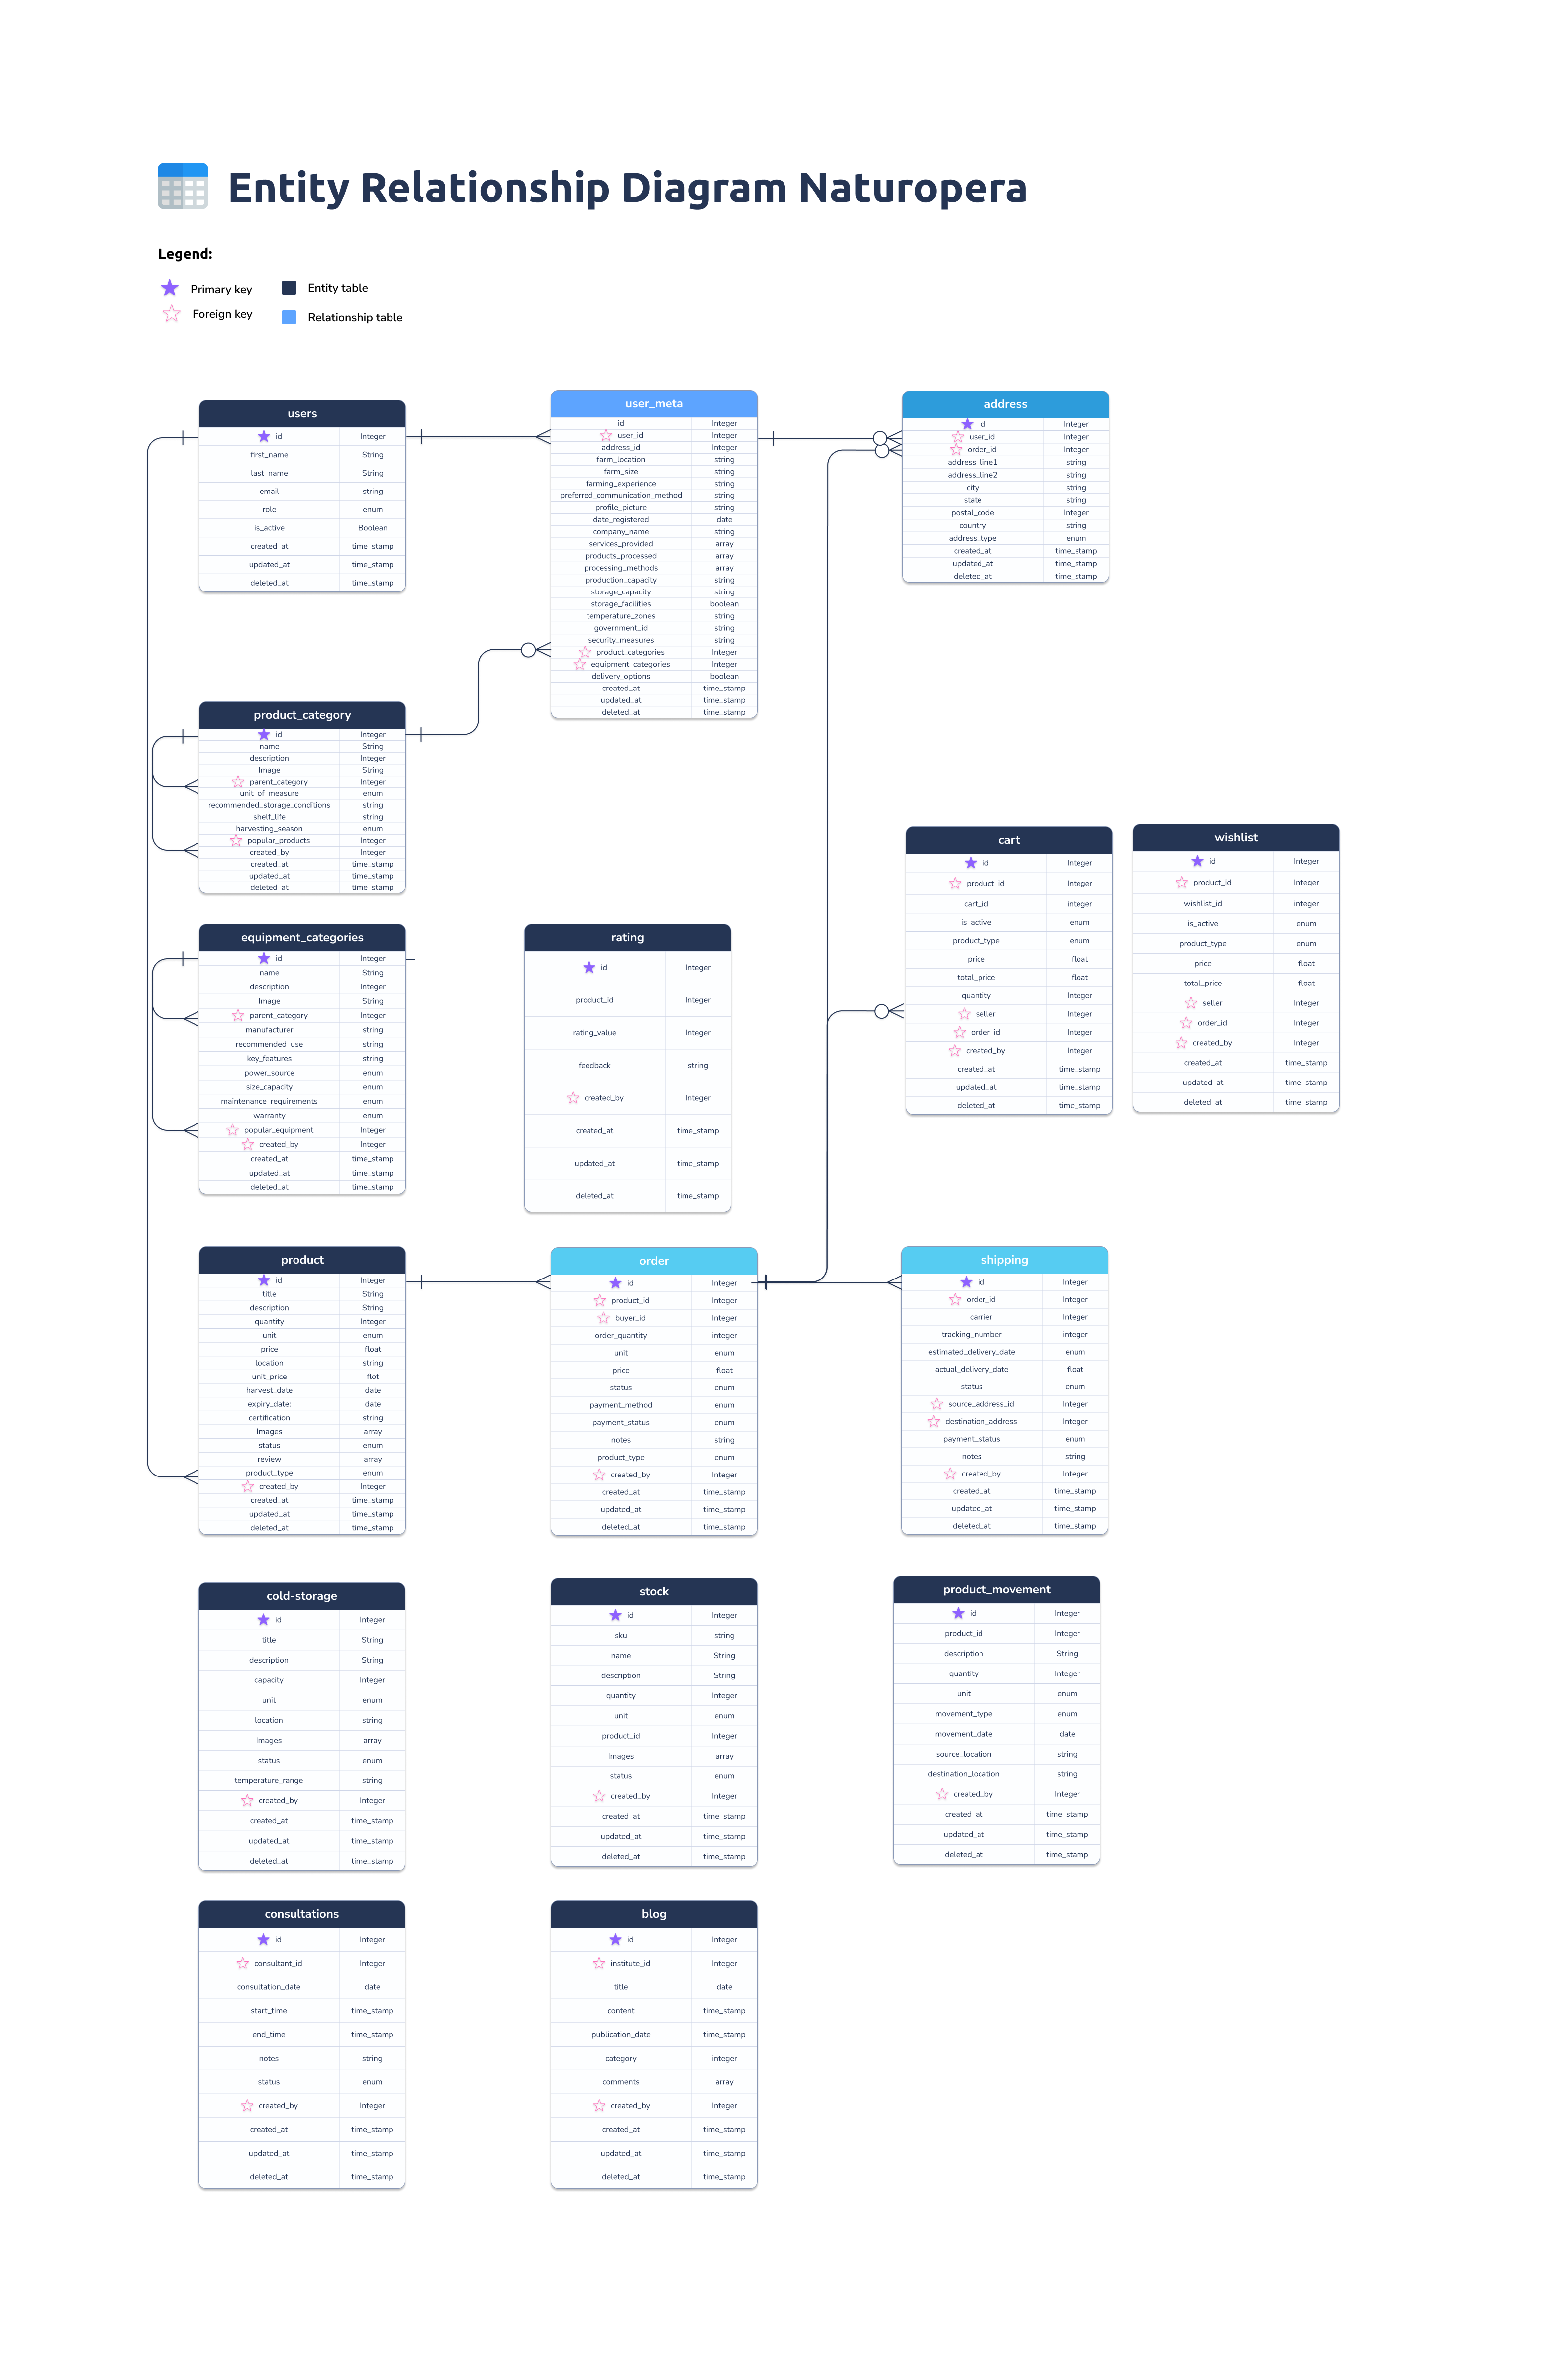 Entity Relationship Diagram Naturopera
Legend:
Primary key
Entity table
Foreign key
Relationship table
users
id Integer
first_name String
last_name String
email string
role enum
is_active Boolean
created_at time_stamp
updated_at time_stamp
deleted_at time_stamp
user_meta
id Integer
user_id Integer
address_id Integer
farm_location string
farm_size string
farming_experience string
preferred_communication_method string
profile_picture string
date_registered date
company_name string
services_provided array
products_processed array
processing_methods array
production_capacity string
storage_capacity string
storage_facilities boolean
temperature_zones string
government_id string
security_measures string
product_categories Integer
equipment_categories Integer
delivery_options boolean
created_at time_stamp
updated_at time_stamp
deleted_at time_stamp
address
id Integer
user_id Integer
order_id Integer
address_line1 string
address_line2 string
city string
state string
postal_code Integer
country string
address_type enum
created_at time_stamp
updated_at time_stamp
deleted_at time_stamp
product_category
id Integer
name String
description Integer
Image String
parent_category Integer
unit_of_measure enum
recommended_storage_conditions string
shelf_life string
harvesting_season enum
popular_products Integer
created_by Integer
created_at time_stamp
updated_at time_stamp
deleted_at time_stamp
cart
id Integer
product_id Integer
cart_id integer
is_active enum
product_type enum
price float
total_price float
quantity Integer
seller Integer
order_id Integer
created_by Integer
created_at time_stamp
updated_at time_stamp
deleted_at time_stamp
wishlist
id Integer
product_id Integer
wishlist_id integer
is_active enum
product_type enum
price float
total_price float
seller Integer
order_id Integer
created_by Integer
created_at time_stamp
updated_at time_stamp
deleted_at time_stamp
equipment_categories
id Integer
name String
description Integer
Image String
parent_category Integer
manufacturer string
recommended_use string
key_features string
power_source enum
size_capacity enum
maintenance_requirements enum
warranty enum
popular_equipment Integer
created_by Integer
created_at time_stamp
updated_at time_stamp
deleted_at time_stamp
rating
id Integer
product_id Integer
rating_value Integer
feedback string
created_by Integer
created_at time_stamp
updated_at time_stamp
deleted_at time_stamp
product
id Integer
title String
description String
quantity Integer
unit enum
price float
location string
unit_price flot
harvest_date date
expiry_date: date
certification string
Images array
status enum
review array
product_type enum
created_by Integer
created_at time_stamp
updated_at time_stamp
deleted_at time_stamp
order
id Integer
product_id Integer
buyer_id Integer
order_quantity integer
unit enum
price float
status enum
payment_method enum
payment_status enum
notes string
product_type enum
created_by Integer
created_at time_stamp
updated_at time_stamp
deleted_at time_stamp
shipping
id Integer
order_id Integer
carrier Integer
tracking_number integer
estimated_delivery_date enum
actual_delivery_date float
status enum
source_address_id Integer
destination_address Integer
payment_status enum
notes string
created_by Integer
created_at time_stamp
updated_at time_stamp
deleted_at time_stamp
cold-storage
id Integer
title String
description String
capacity Integer
unit enum
location string
Images array
status enum
temperature_range string
created_by Integer
created_at time_stamp
updated_at time_stamp
deleted_at time_stamp
stock
id Integer
sku string
name String
description String
quantity Integer
unit enum
product_id Integer
Images array
status enum
created_by Integer
created_at time_stamp
updated_at time_stamp
deleted_at time_stamp
product_movement
id Integer
product_id Integer
description String
quantity Integer
unit enum
movement_type enum
movement_date date
source_location string
destination_location string
created_by Integer
created_at time_stamp
updated_at time_stamp
deleted_at time_stamp
consultations
id Integer
consultant_id Integer
consultation_date date
start_time time_stamp
end_time time_stamp
notes string
status enum
created_by Integer
created_at time_stamp
updated_at time_stamp
deleted_at time_stamp
blog
id Integer
institute_id Integer
title date
content time_stamp
publication_date time_stamp
category integer
comments array
created_by Integer
created_at time_stamp
updated_at time_stamp
deleted_at time_stamp